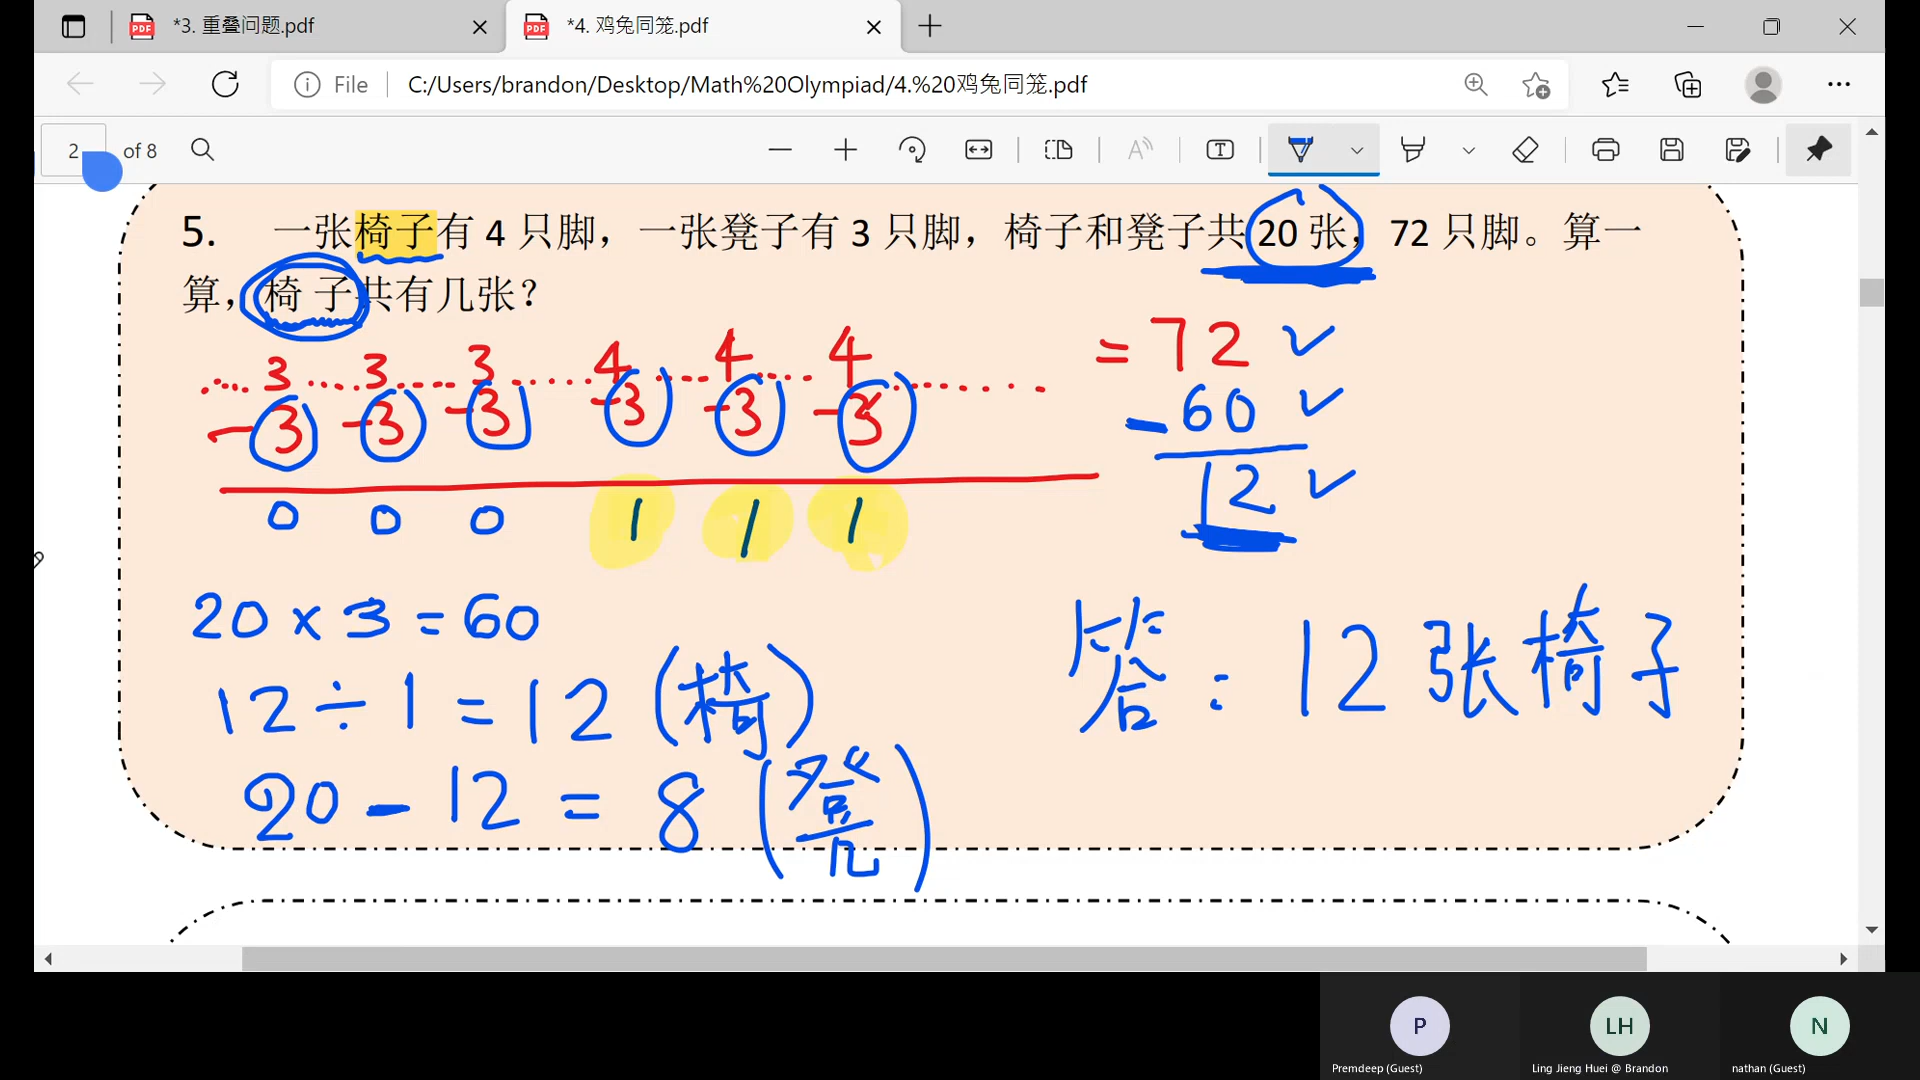 *3. 重叠问题.pdf
*4. 鸡兔同笼.pdf
File C:/Users/brandon/Desktop/Math%20Olympiad/4.%20鸡兔同笼.pdf
2 of 8
5. 一张椅子有 4 只脚，一张凳子有 3 只脚，椅子和凳子共 20 张，72 只脚。算一
算，椅子共有几张？
3 3 3 4 4 4 = 72 ✓
-3 -3 -3 -3 -3 -3 -60 ✓
0 0 0 1 1 1 12 ✓
20 × 3 = 60
12 ÷ 1 = 12 (椅)
20 - 12 = 8 (凳)
答: 12 张椅子
P
LH
N
Premdeep (Guest)
Ling Jieng Huei @ Brandon
nathan (Guest)